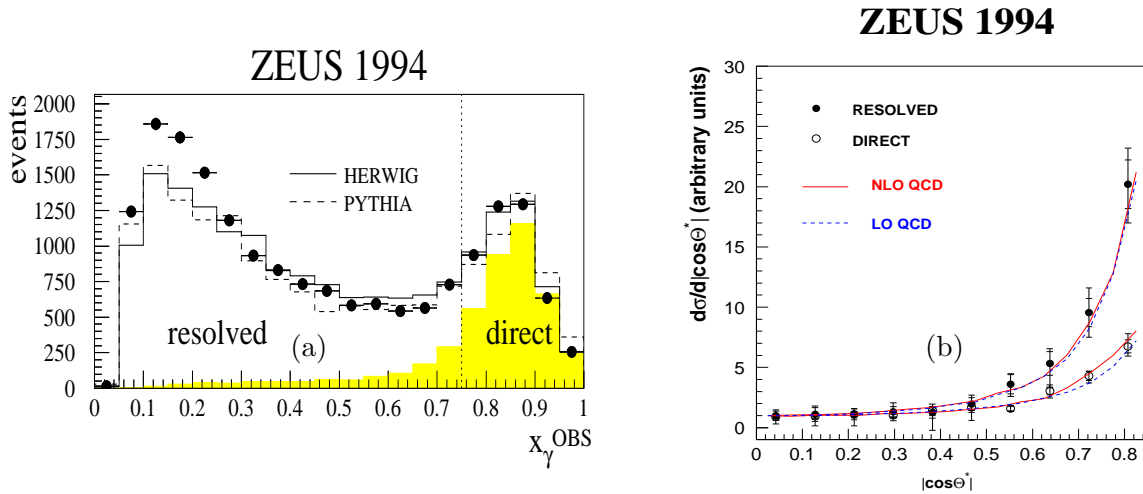 ZEUS 1994
events
2000
1750
1500
1250
1000
750
500
250
0
HERWIG
PYTHIA
resolved
(a)
direct
0 0.1 0.2 0.3 0.4 0.5 0.6 0.7 0.8 0.9 1
xγOBS
ZEUS 1994
dσ/d|cosΘ*| (arbitrary units)
30
25
20
15
10
5
0
RESOLVED
DIRECT
NLO QCD
LO QCD
(b)
0 0.1 0.2 0.3 0.4 0.5 0.6 0.7 0.8
|cosΘ*|